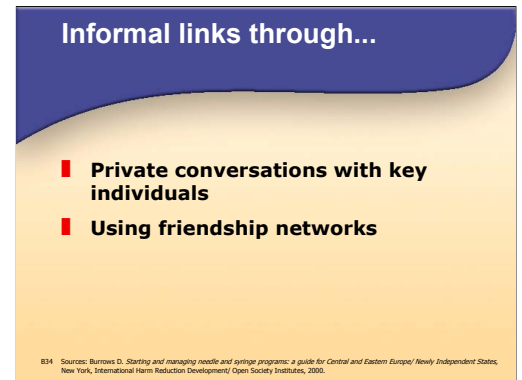 Informal links through...
Private conversations with key
individuals
Using friendship networks
B34 Sources: Burrows D. Starting and managing needle and syringe programs: a guide for Central and Eastern Europe/ Newly Independent States,
New York, International Harm Reduction Development/ Open Society Institutes, 2000.